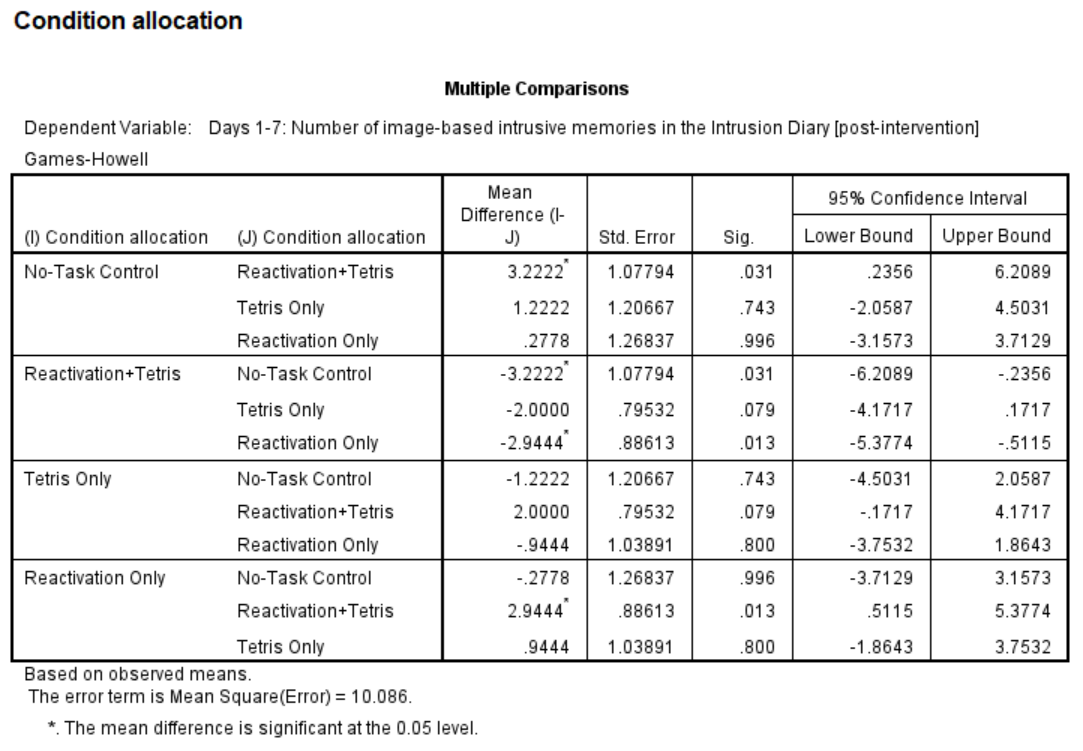 Condition allocation
Multiple Comparisons
Dependent Variable: Days 1-7: Number of image-based intrusive memories in the Intrusion Diary [post-intervention]
Games-Howell
(I) Condition allocation (J) Condition allocation Mean Difference (I-J) Std. Error Sig. 95% Confidence Interval
Lower Bound Upper Bound
No-Task Control Reactivation+Tetris 3.2222* 1.07794 .031 .2356 6.2089
Tetris Only 1.2222 1.20667 .743 -2.0587 4.5031
Reactivation Only .2778 1.26837 .996 -3.1573 3.7129
Reactivation+Tetris No-Task Control -3.2222* 1.07794 .031 -6.2089 -.2356
Tetris Only -2.0000 .79532 .079 -4.1717 .1717
Reactivation Only -2.9444* .88613 .013 -5.3774 -.5115
Tetris Only No-Task Control -1.2222 1.20667 .743 -4.5031 2.0587
Reactivation+Tetris 2.0000 .79532 .079 -.1717 4.1717
Reactivation Only -.9444 1.03891 .800 -3.7532 1.8643
Reactivation Only No-Task Control -.2778 1.26837 .996 -3.7129 3.1573
Reactivation+Tetris 2.9444* .88613 .013 .5115 5.3774
Tetris Only .9444 1.03891 .800 -1.8643 3.7532
Based on observed means.
The error term is Mean Square(Error) = 10.086.
*. The mean difference is significant at the 0.05 level.